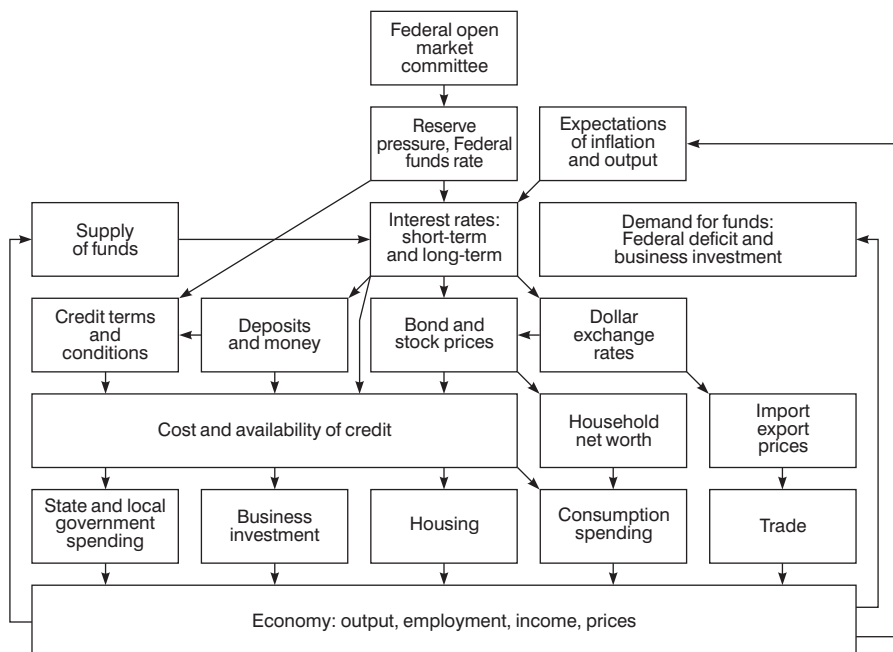 Federal open
market
committee
Reserve
pressure, Federal
funds rate
Expectations
of inflation
and output
Supply
of funds
Interest rates:
short-term
and long-term
Demand for funds:
Federal deficit and
business investment
Credit terms
and
conditions
Deposits
and money
Bond and
stock prices
Dollar
exchange
rates
Cost and availability of credit
Household
net worth
Import
export
prices
State and local
government
spending
Business
investment
Housing
Consumption
spending
Trade
Economy: output, employment, income, prices